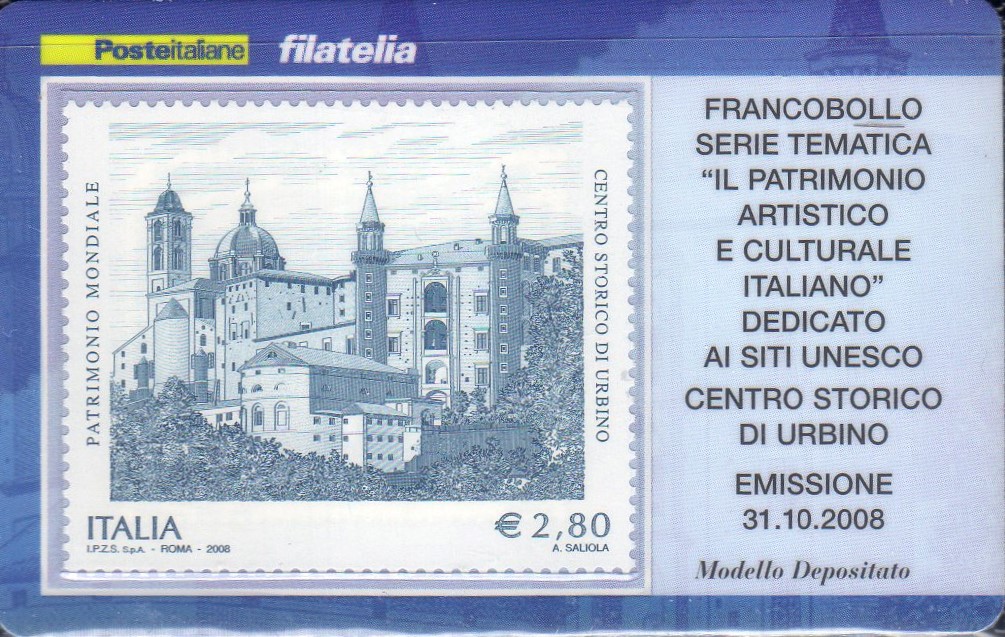 Posteitaliane filatelia
PATRIMONIO MONDIALE
CENTRO STORICO DI URBINO
ITALIA
€ 2,80
I.P.Z.S. S.p.A. - ROMA - 2008
A. SALIOLA
FRANCOBOLLO
SERIE TEMATICA
“IL PATRIMONIO
ARTISTICO
E CULTURALE
ITALIANO”
DEDICATO
AI SITI UNESCO
CENTRO STORICO
DI URBINO
EMISSIONE
31.10.2008
Modello Depositato